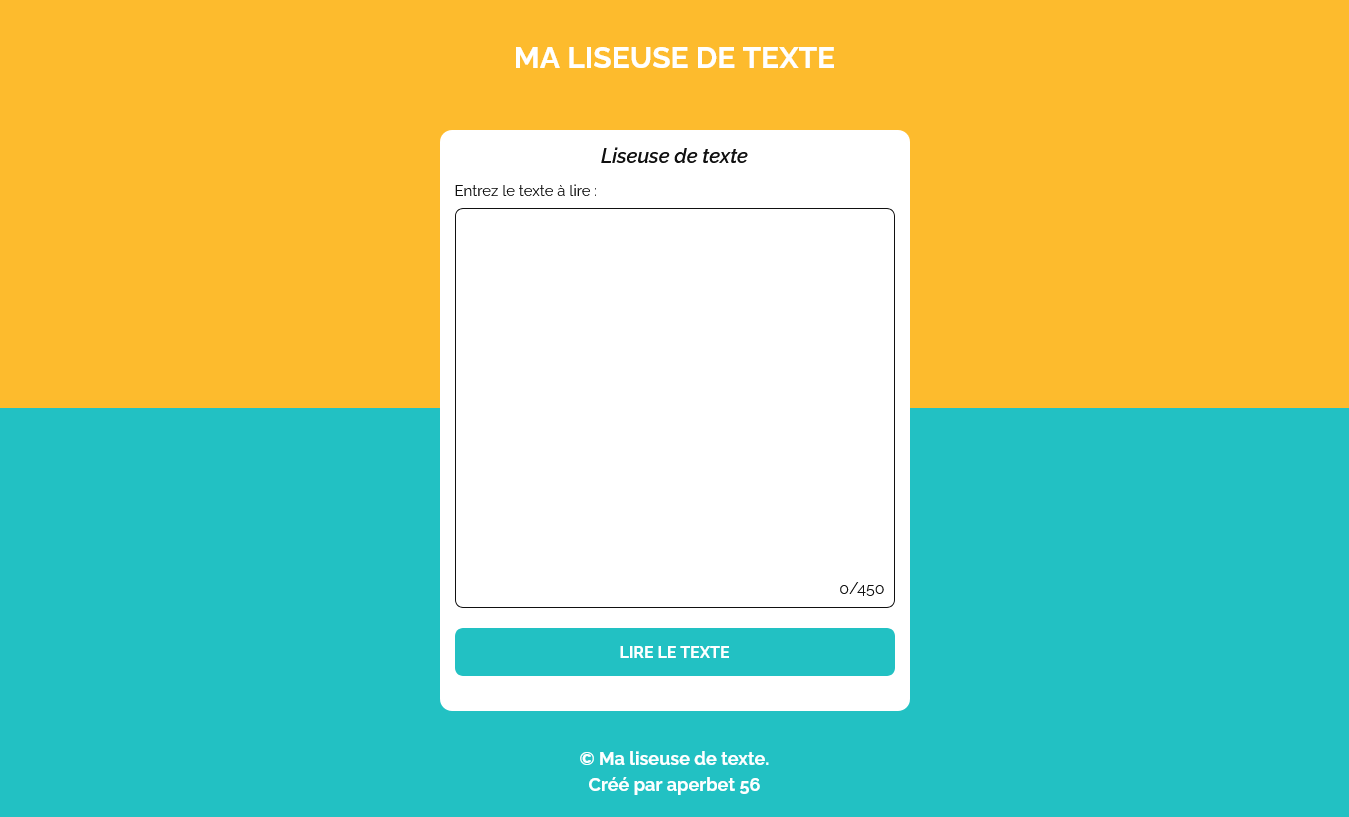 MA LISEUSE DE TEXTE
Liseuse de texte
Entrez le texte à lire :
0/450
LIRE LE TEXTE
© Ma liseuse de texte.
Créé par aperbet 56